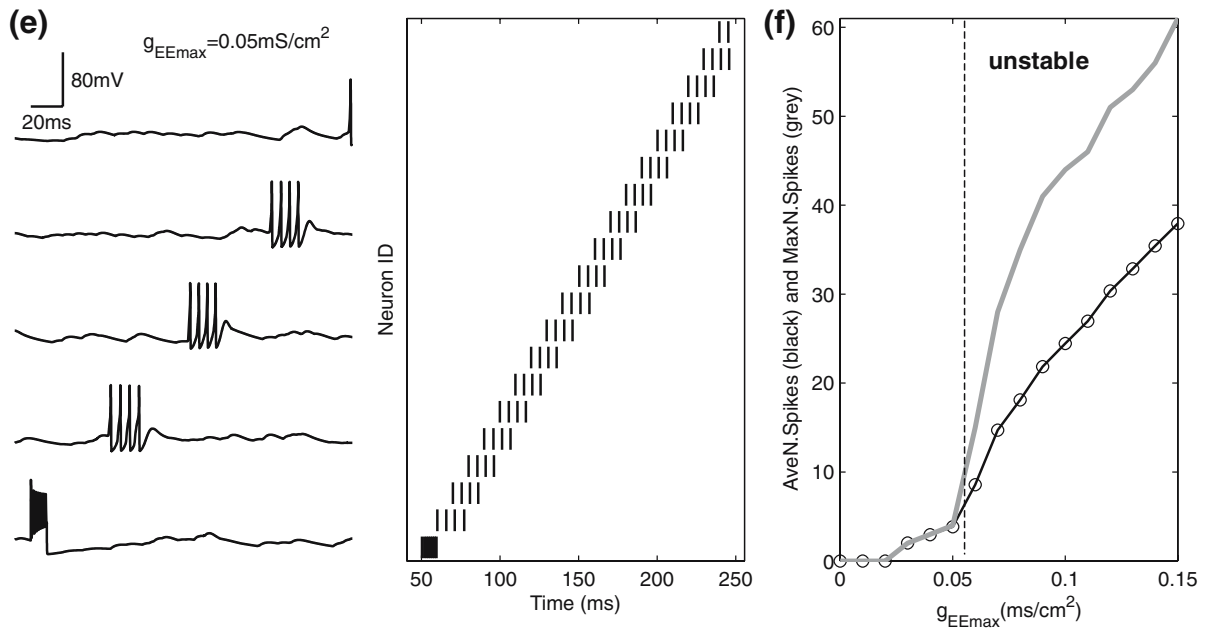 (e)
g_EEmax=0.05mS/cm²
80mV
20ms
Neuron ID
50 100 150 200 250
Time (ms)
(f)
unstable
AveN.Spikes (black) and MaxN.Spikes (grey)
60
50
40
30
20
10
0
0 0.05 0.1 0.15
g_EEmax(ms/cm²)